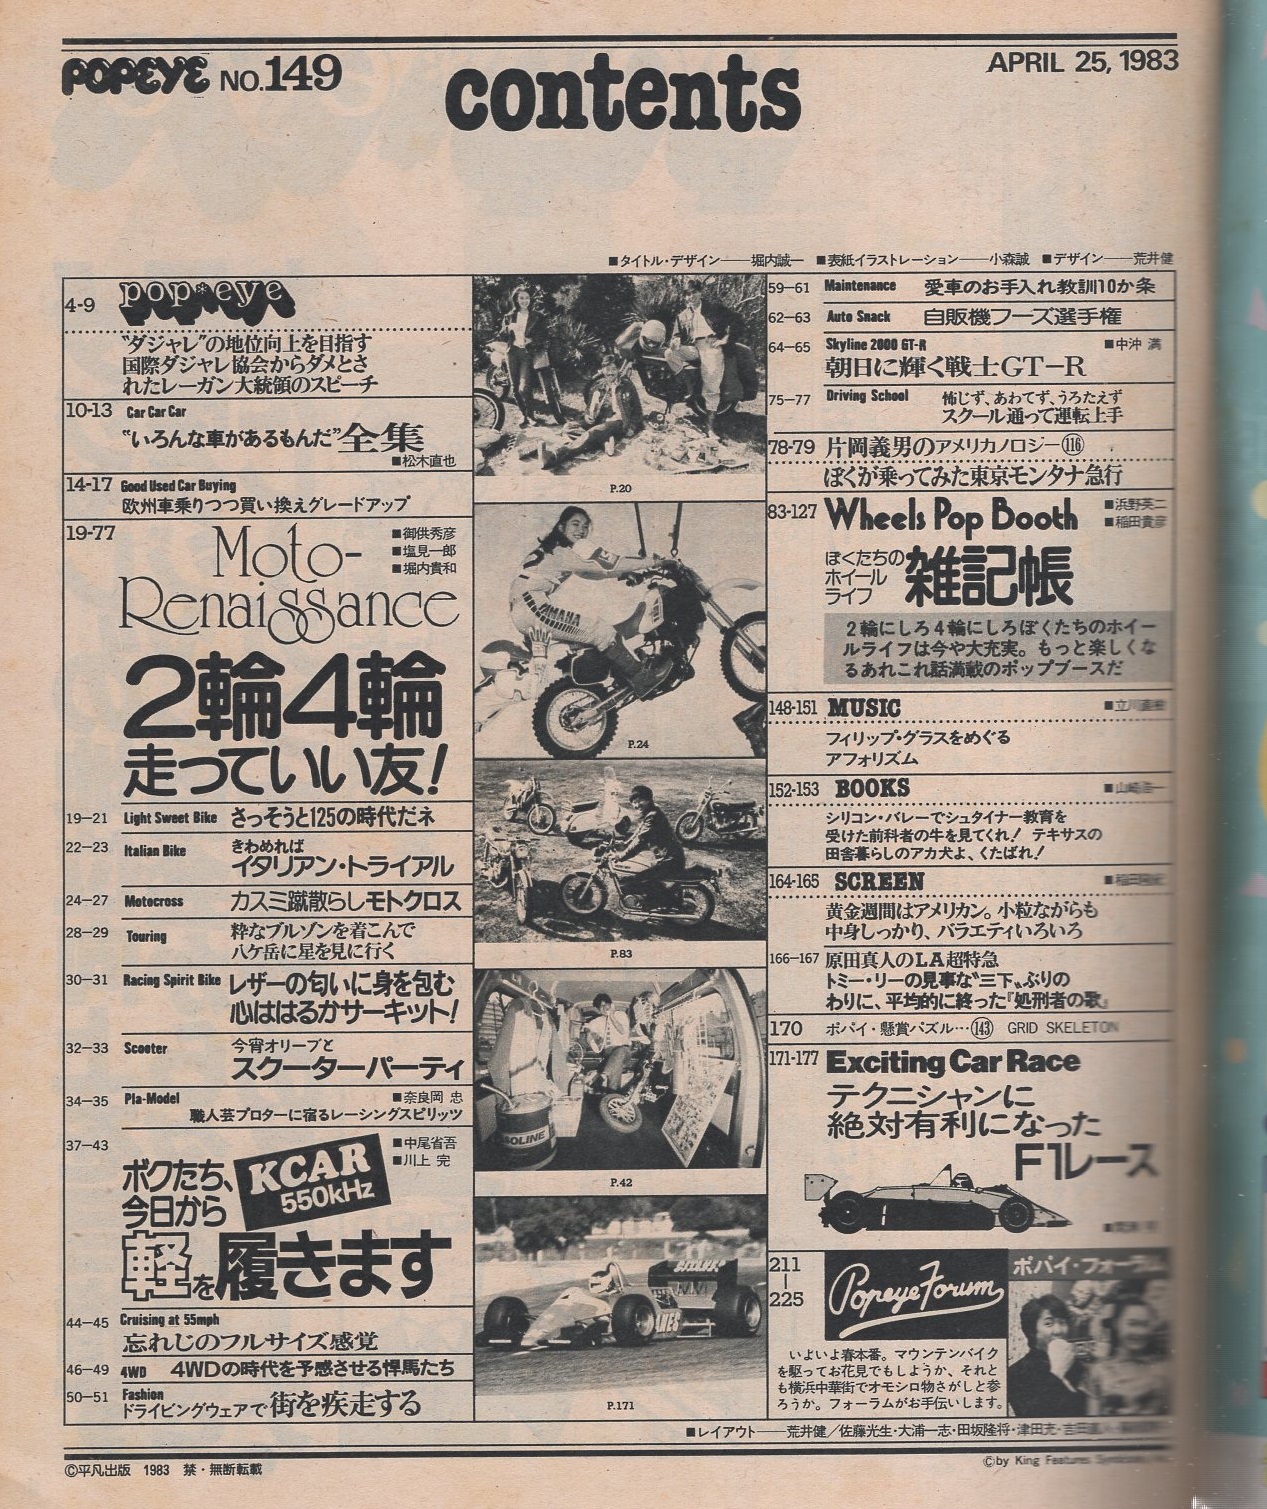 POPEYE NO.149
contents
APRIL 25, 1983
■タイトル・デザイン——堀内誠一 ■表紙イラストレーション——小森誠 ■デザイン——荒井健
4-9 pop*eye
"ダジャレ"の地位向上を目指す
国際ダジャレ協会からダメとさ
れたレーガン大統領のスピーチ
10-13 Car Car Car
"いろんな車があるもんだ"全集
■松木直也
14-17 Good Used Car Buying
欧州車乗りつつ買い換えグレードアップ
19-77 Moto-
Renaissance
■御供秀彦
■塩見一郎
■堀内貴和
2輪4輪
走っていい友!
19—21 Light Sweet Bike さっそうと125の時代だネ
22—23 Italian Bike きわめれば
イタリアン・トライアル
24—27 Motocross カスミ蹴散らしモトクロス
28—29 Touring 粋なブルゾンを着こんで
八ケ岳に星を見に行く
30—31 Racing Spirit Bike レザーの匂いに身を包む
心ははるかサーキット!
32—33 Scooter 今宵オリーブと
スクーターパーティ
34—35 Pla-Model ■奈良岡 忠
職人芸プロターに宿るレーシングスピリッツ
37—43 ■中尾省吾
■川上 完
ボクたち、
今日から
KCAR
550kHz
軽を履きます
44—45 Cruising at 55mph
忘れじのフルサイズ感覚
46—49 4WD 4WDの時代を予感させる悍馬たち
50—51 Fashion
ドライビングウェアで街を疾走する
P.20
YAMAHA
P.24
P.83
GASOLINE
P.42
P.171
59—61 Maintenance 愛車のお手入れ教訓10か条
62—63 Auto Snack 自販機フーズ選手権
64—65 Skyline 2000 GT-R ■中沖 満
朝日に輝く戦士GT-R
75—77 Driving School 怖じず、あわてず、うろたえず
スクール通って運転上手
78-79 片岡義男のアメリカノロジー(116)
ぼくが乗ってみた東京モンタナ急行
83-127 Wheels Pop Booth
■浜野英二
■稲田貴彦
ぼくたちの
ホイール
ライフ
雑記帳
2輪にしろ4輪にしろぼくたちのホイー
ルライフは今や大充実。もっと楽しくな
るあれこれ話満載のポップブースだ
148-151 MUSIC ■立川直樹
フィリップ・グラスをめぐる
アフォリズム
152-153 BOOKS ■山崎浩一
シリコン・バレーでシュタイナー教育を
受けた前科者の牛を見てくれ! テキサスの
田舎暮らしのアカ犬よ、くたばれ!
164-165 SCREEN
黄金週間はアメリカン。小粒ながらも
中身しっかり、バラエティいろいろ
166—167 原田真人のLA超特急
トミー・リーの見事な"三下"ぶりの
わりに、平均的に終った『処刑者の歌』
170 ポパイ・懸賞パズル…(143) GRID SKELETON
171-177 Exciting Car Race
テクニシャンに
絶対有利になった
F1レース
211
|
225
Popeye Forum
ポパイ・フォーラム
いよいよ春本番。マウンテンバイク
を駆ってお花見でもしようか、それと
も横浜中華街でオモシロ物さがしと参
ろうか。フォーラムがお手伝いします。
■レイアウト——荒井健/佐藤光生・大浦一志・田坂隆将・津田充・吉田
©平凡出版 1983 禁・無断転載
©by King Features Syndicate